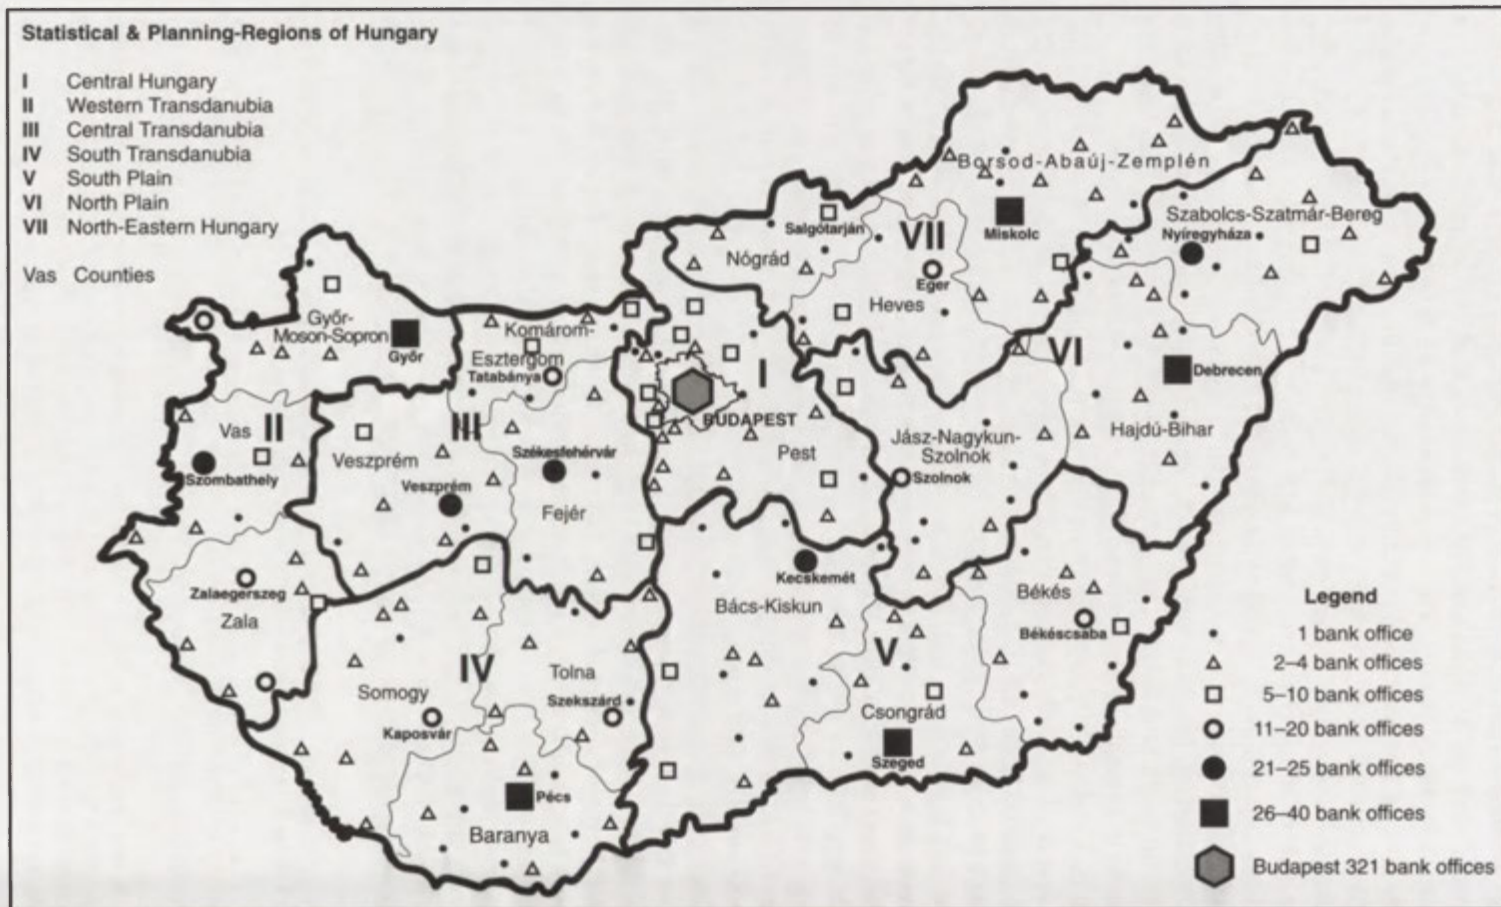 Statistical & Planning-Regions of Hungary
I Central Hungary
II Western Transdanubia
III Central Transdanubia
IV South Transdanubia
V South Plain
VI North Plain
VII North-Eastern Hungary
Vas Counties
Borsod-Abaúj-Zemplén
Szabolcs-Szatmár-Bereg
Salgótarján
VII
Miskolc
Nyíregyháza
Nógrád
Eger
Heves
Győr-
Moson-Sopron
Győr
Komárom-
Esztergom
Tatabánya
I
VI
Debrecen
BUDAPEST
Vas II
III
Veszprém
Székesfehérvár
Pest
Jász-Nagykun-
Szolnok
Hajdú-Bihar
Szombathely
Veszprém
Szolnok
Fejér
Kecskemét
Zalaegerszeg
Zala
Bács-Kiskun
Békés
Békéscsaba
IV
Tolna
V
Somogy
Szekszárd
Csongrád
Kaposvár
Szeged
Pécs
Baranya
Legend
1 bank office
2–4 bank offices
5–10 bank offices
11–20 bank offices
21–25 bank offices
26–40 bank offices
Budapest 321 bank offices